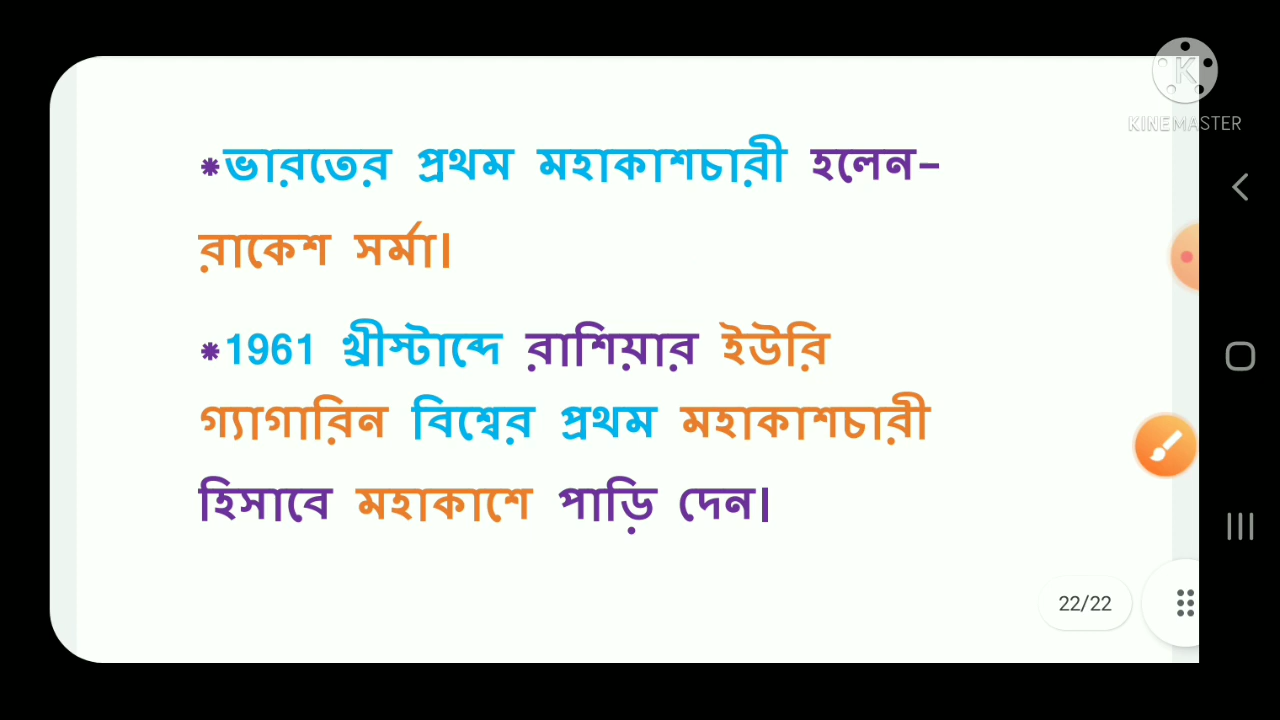 *ভারতের প্রথম মহাকাশচারী হলেন-
রাকেশ সর্মা।
*1961 খ্রীস্টাব্দে রাশিয়ার ইউরি
গ্যাগারিন বিশ্বের প্রথম মহাকাশচারী
হিসাবে মহাকাশে পাড়ি দেন।
K
KINEMASTER
22/22